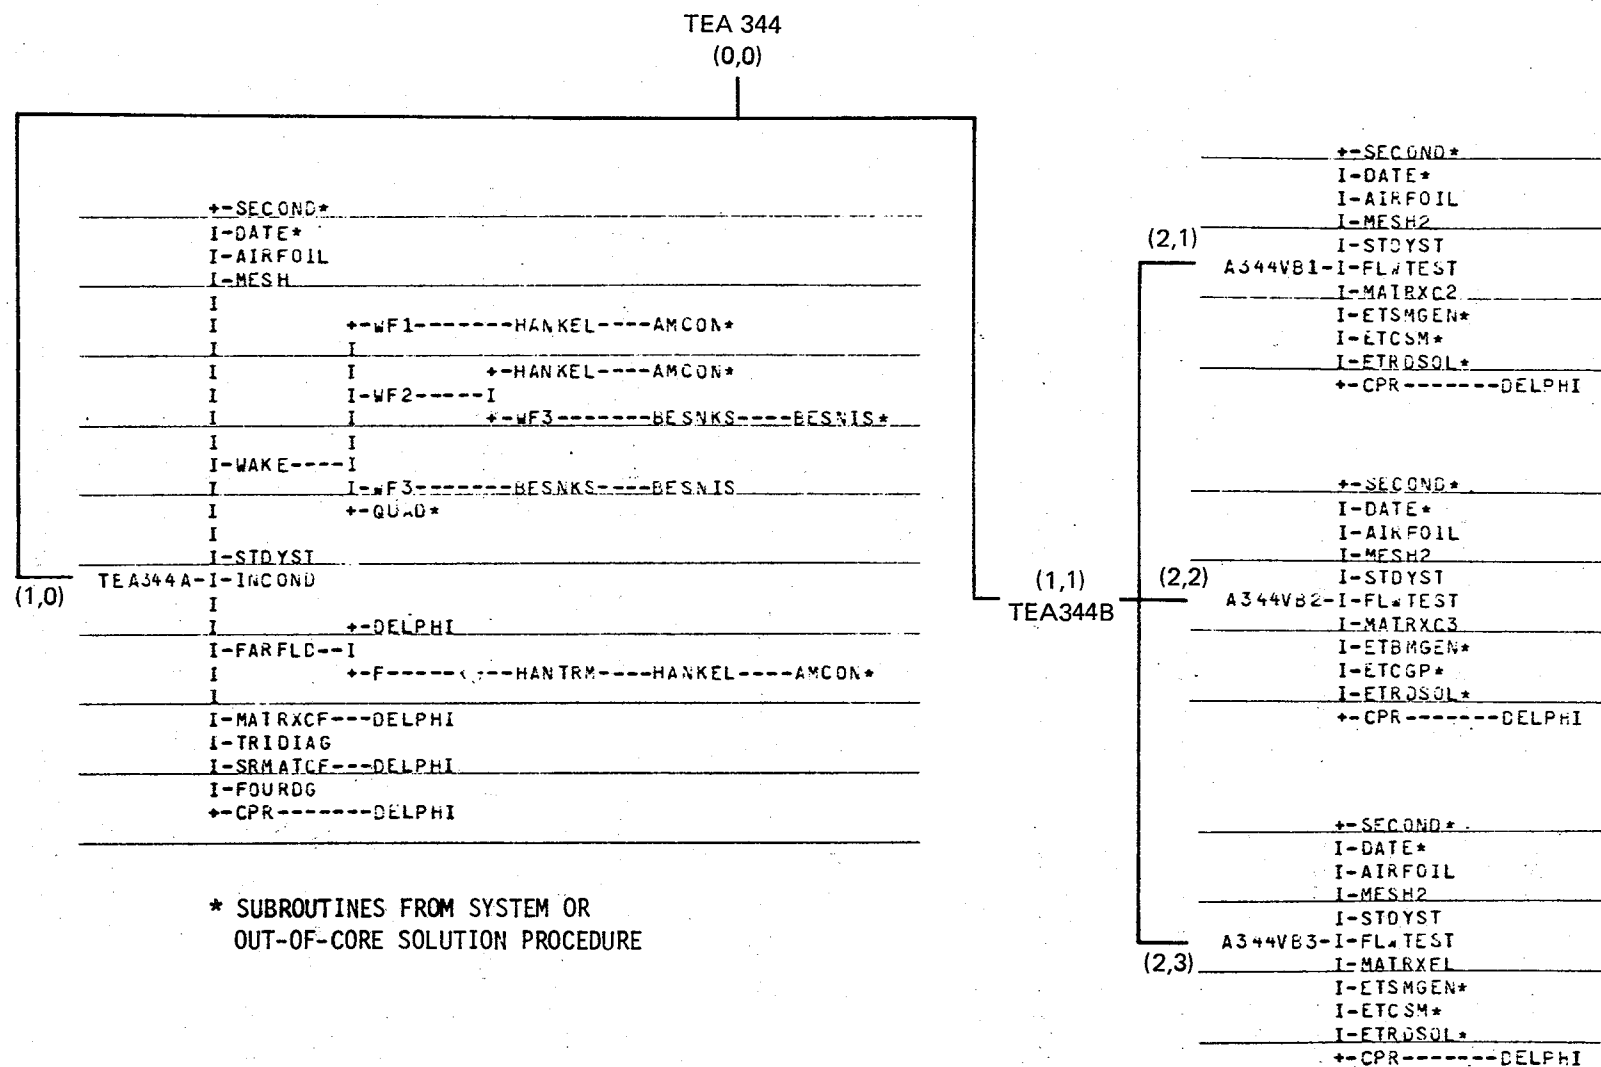 TEA 344
(0,0)
+-SECOND*
I-DATE*
I-AIRFOIL
I-MESH
I
I +-WF1-------HANKEL----AMCON*
I I
I I +-HANKEL----AMCON*
I I-WF2-----I
I I +-WF3-------BESNKS----BESNIS*
I I
I-WAKE----I
I I-WF3-------BESNKS----BESNIS
I +-QUAD*
I
I-STDYST
(1,0) TEA344A-I-INCOND
I
I +-DELPHI
I-FARFLD--I
I +-F------ ---HANTRM----HANKEL----AMCON*
I
I-MATRXCF---DELPHI
I-TRIDIAG
I-SRMATCF---DELPHI
I-FOURDG
+-CPR-------DELPHI
* SUBROUTINES FROM SYSTEM OR
OUT-OF-CORE SOLUTION PROCEDURE
(1,1)
TEA344B
+-SECOND*
I-DATE*
I-AIRFOIL
I-MESH2
(2,1) I-STDYST
A344VB1-I-FLWTEST
I-MATRXC2
I-ETSMGEN*
I-ETCSM*
I-ETRDSOL*
+-CPR-------DELPHI
+-SECOND*
I-DATE*
I-AIRFOIL
I-MESH2
(2,2) I-STDYST
A344VB2-I-FLWTEST
I-MATRXC3
I-ETBMGEN*
I-ETCGP*
I-ETRDSOL*
+-CPR-------DELPHI
+-SECOND*
I-DATE*
I-AIRFOIL
I-MESH2
I-STDYST
A344VB3-I-FLWTEST
(2,3) I-MATRXEL
I-ETSMGEN*
I-ETCSM*
I-ETRDSOL*
+-CPR-------DELPHI